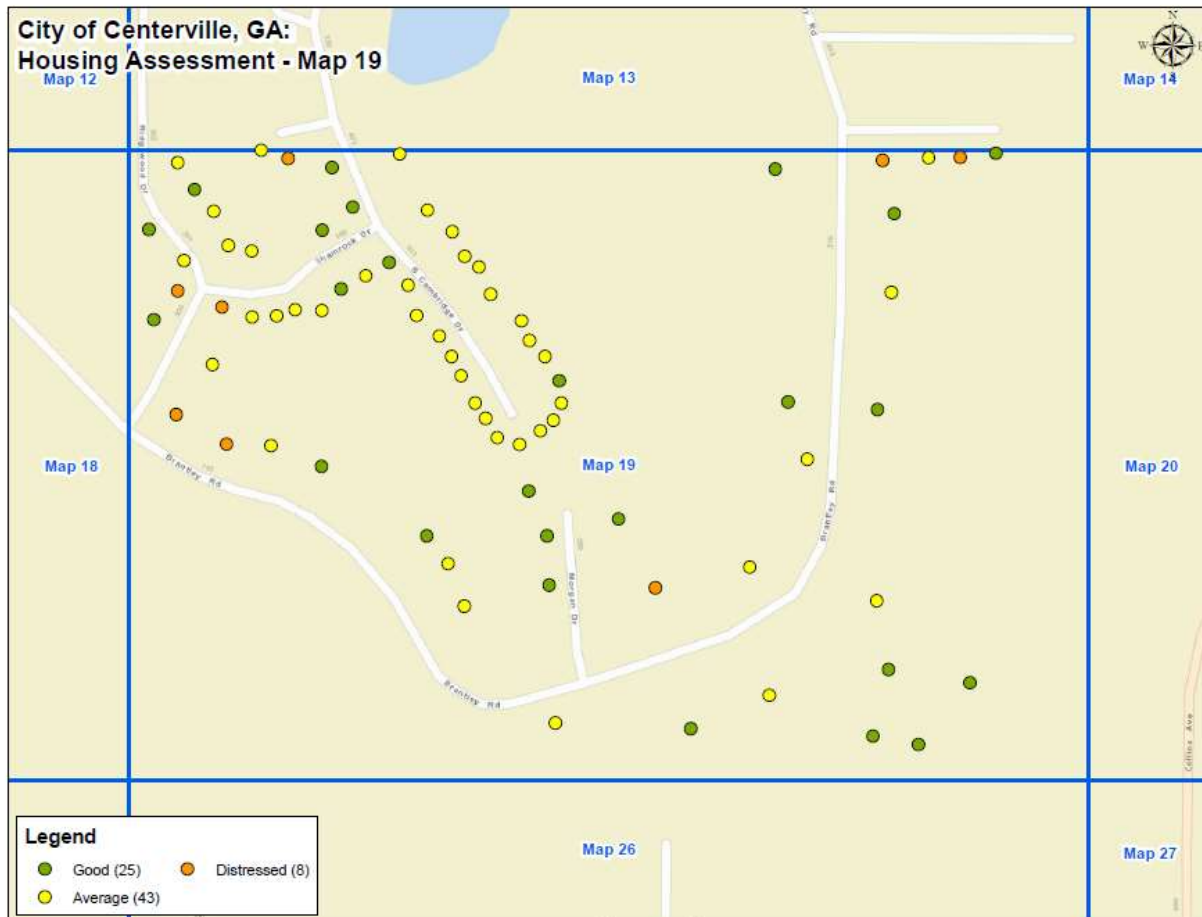 City of Centerville, GA:
Housing Assessment - Map 19
N
W
E
S
Map 12
Map 13
Map 14
Ridgewood Dr
Shamrock Dr
S Cambridge Dr
Map 18
Map 19
Map 20
Brantley Rd
Brantley Rd
Morgan Dr
Brantley Rd
Collins Ave
Legend
Good (25)
Distressed (8)
Average (43)
Map 26
Map 27